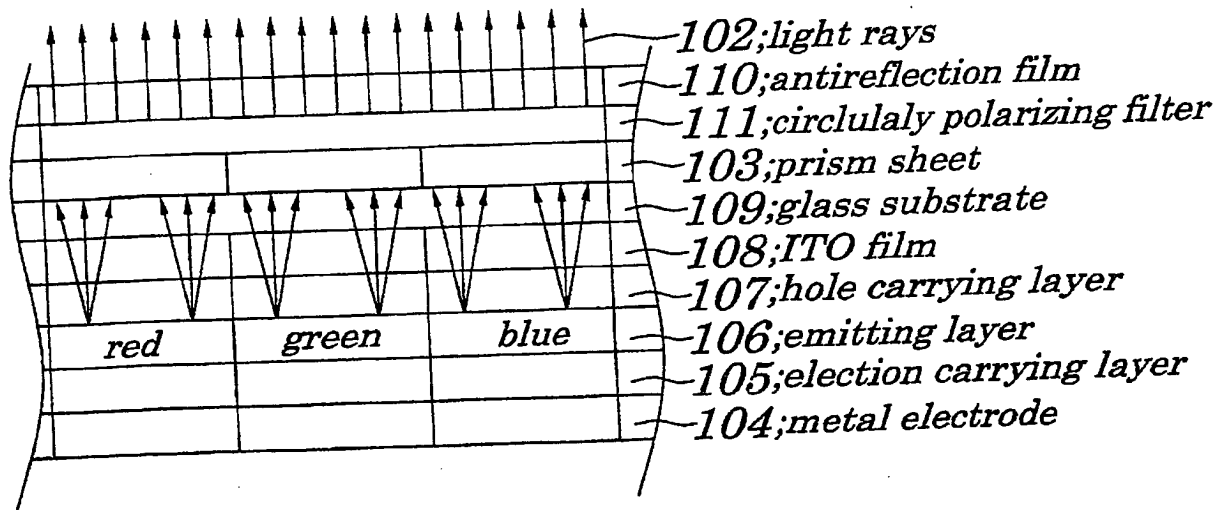 102;light rays
110;antireflection film
111;circlulaly polarizing filter
103;prism sheet
109;glass substrate
108;ITO film
107;hole carrying layer
red green blue
106;emitting layer
105;election carrying layer
104;metal electrode